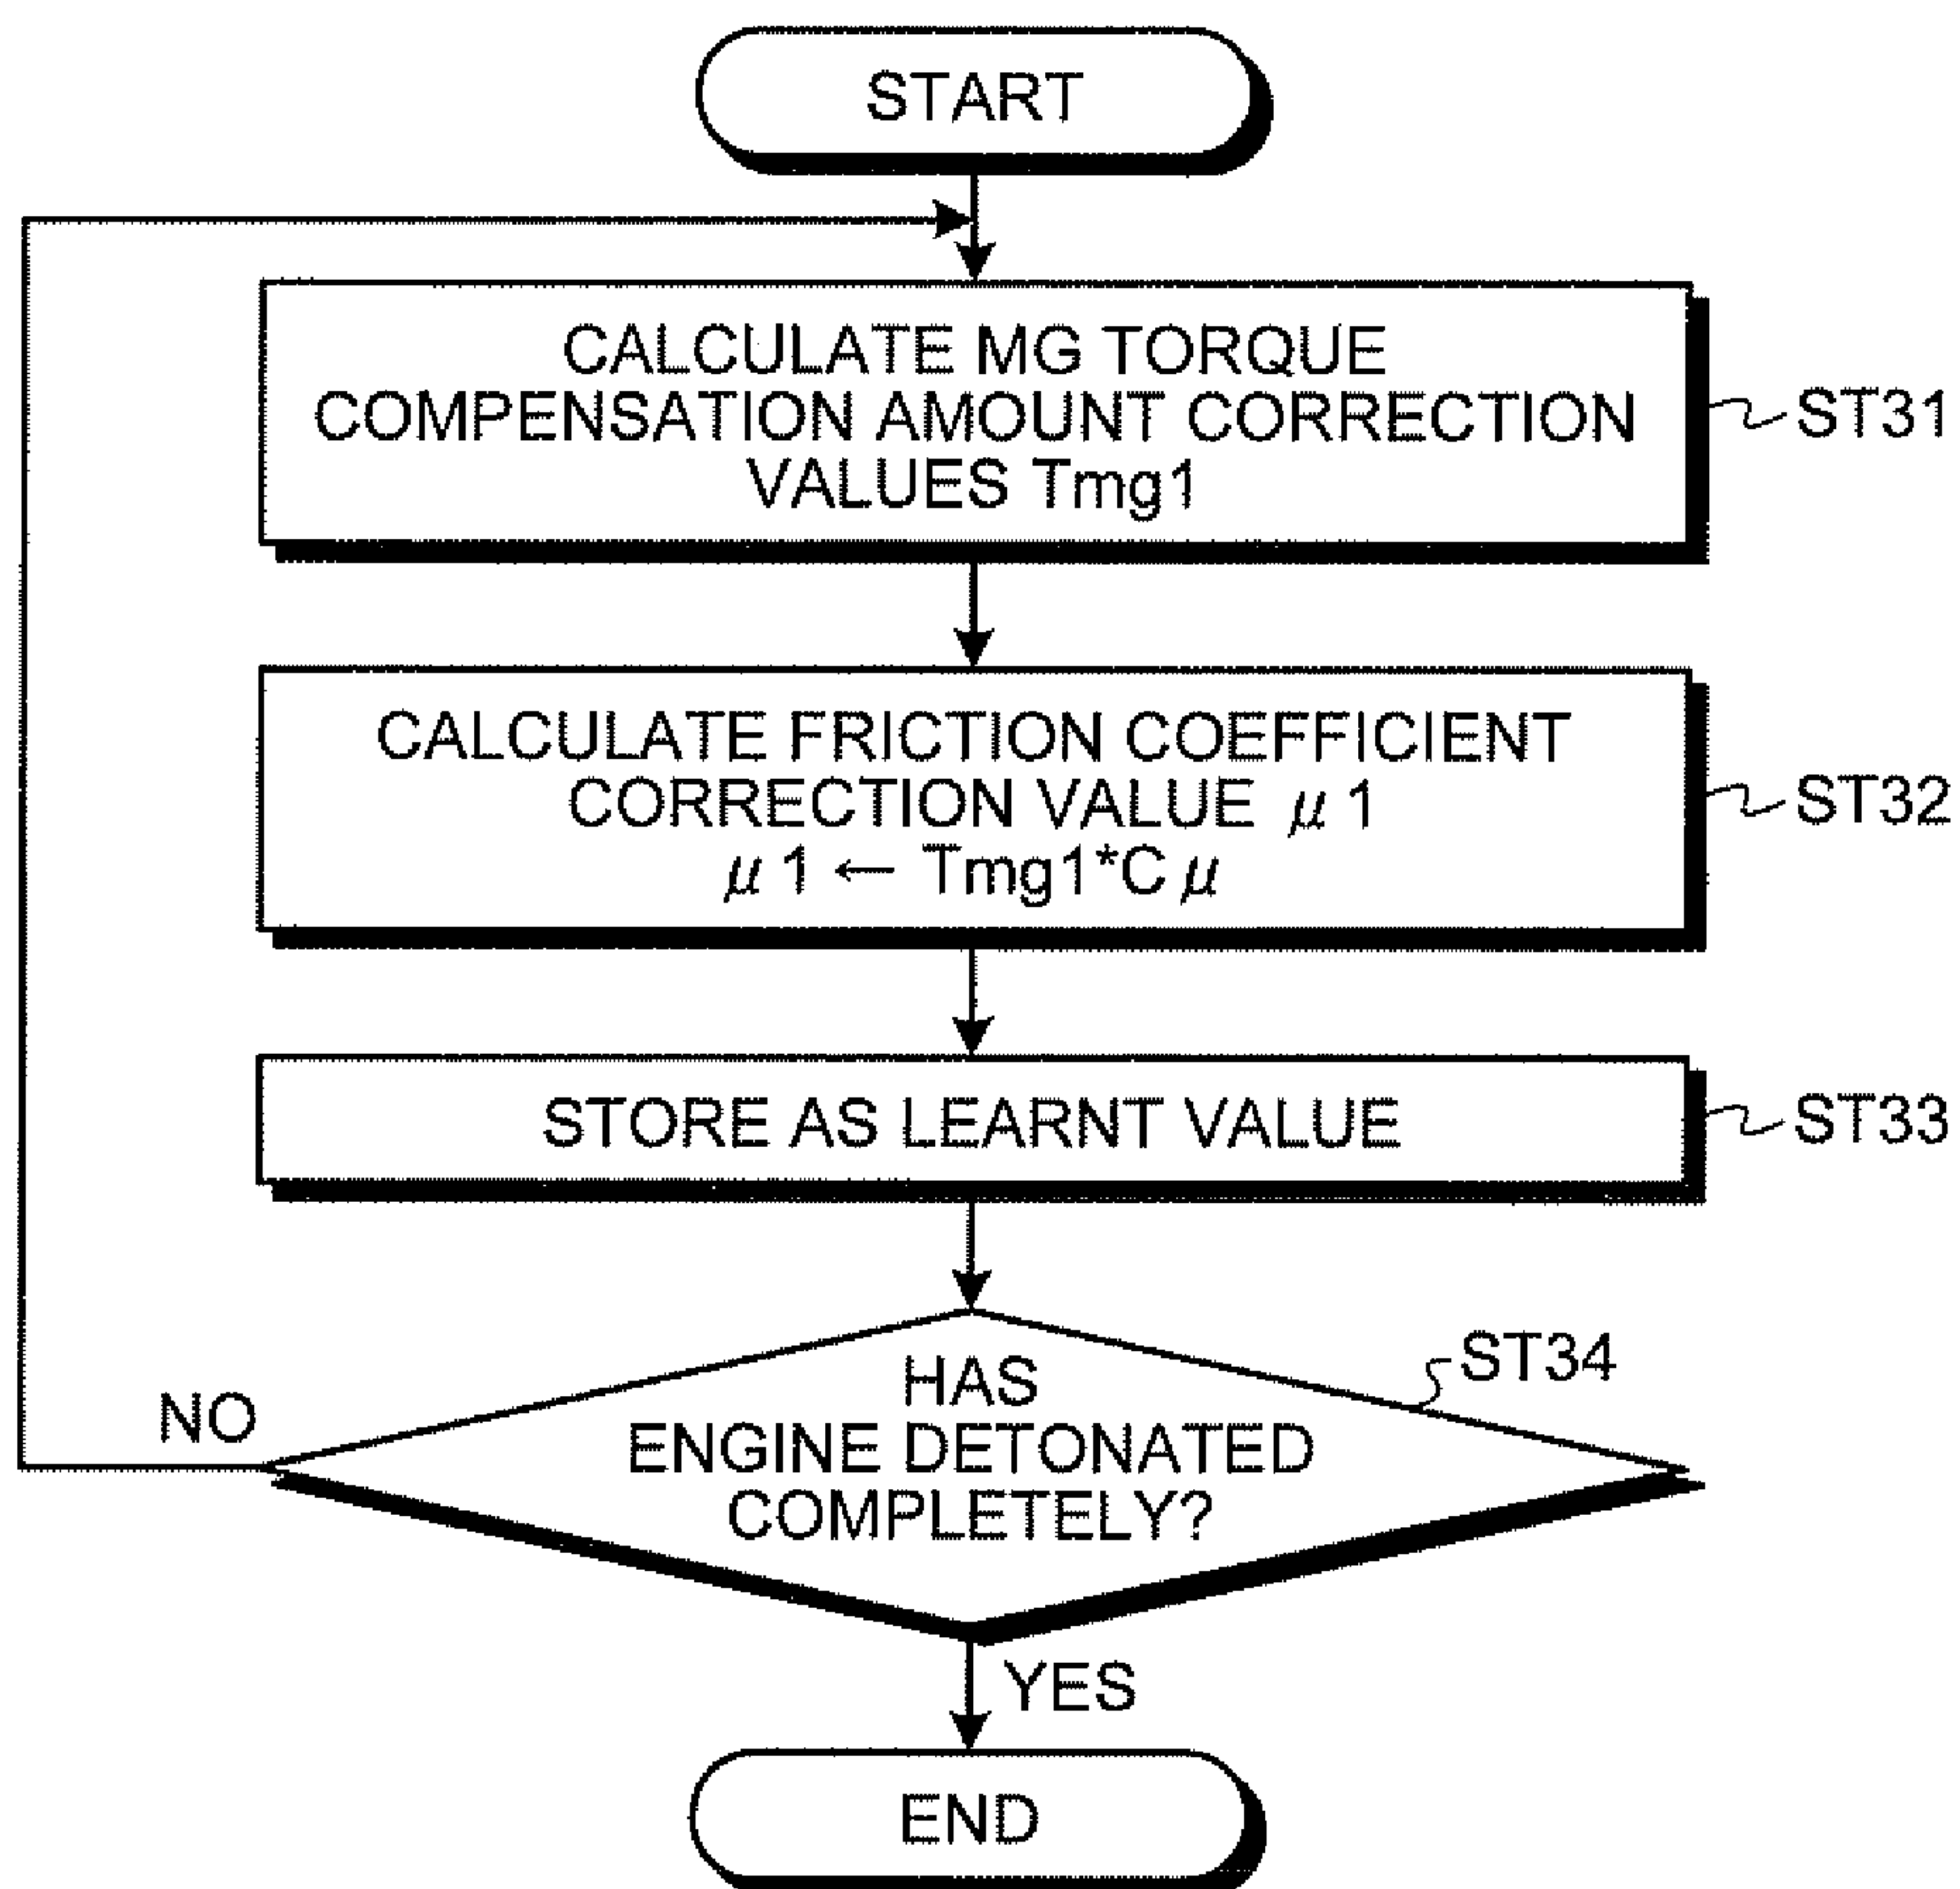 START
CALCULATE MG TORQUE
COMPENSATION AMOUNT CORRECTION
VALUES Tmg1
ST31
CALCULATE FRICTION COEFFICIENT
CORRECTION VALUE μ1
μ1 ← Tmg1*Cμ
ST32
STORE AS LEARNT VALUE
ST33
HAS
ENGINE DETONATED
COMPLETELY?
ST34
NO
YES
END